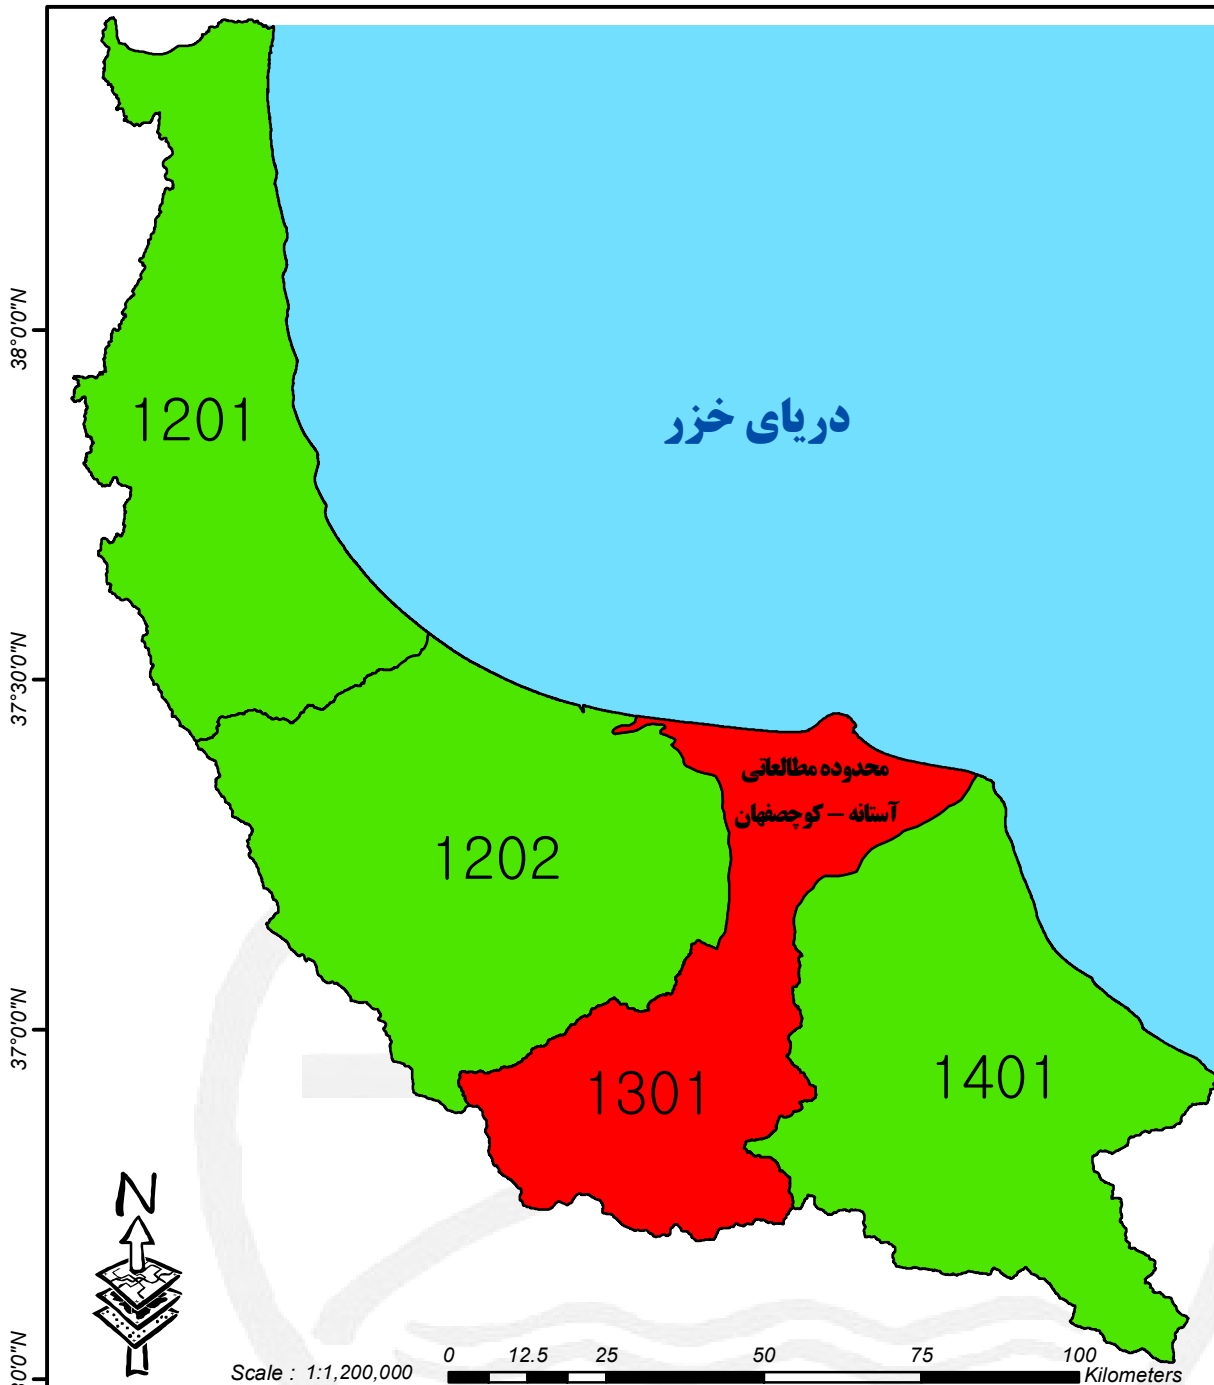 38°0'0"N
1201
دریای خزر
37°30'0"N
محدوده مطالعاتی
آستانه – کوچصفهان
1202
37°0'0"N
1301
1401
N
0 12.5 25 50 75 100
Scale : 1:1,200,000
Kilometers